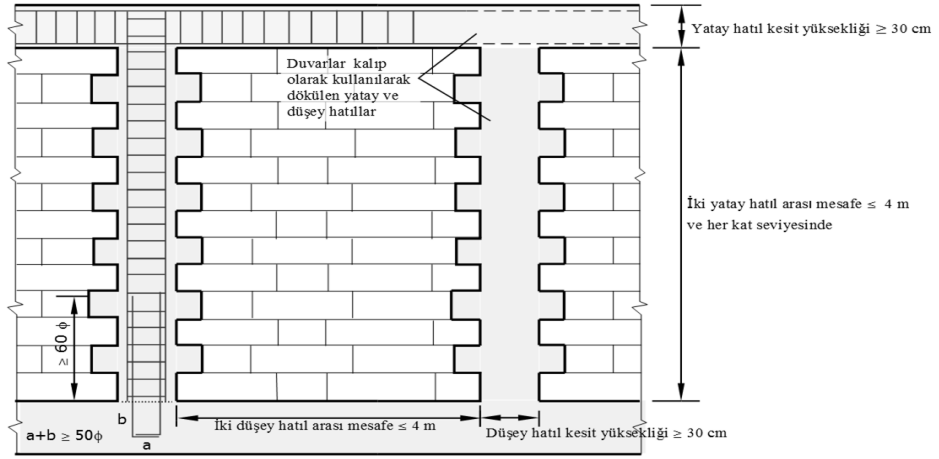 Yatay hatıl kesit yüksekliği ≥ 30 cm
Duvarlar kalıp
olarak kullanılarak
dökülen yatay ve
düşey hatıllar
İki yatay hatıl arası mesafe ≤ 4 m
ve her kat seviyesinde
≥ 60 ϕ
b
a
a+b ≥ 50ϕ
İki düşey hatıl arası mesafe ≤ 4 m
Düşey hatıl kesit yüksekliği ≥ 30 cm